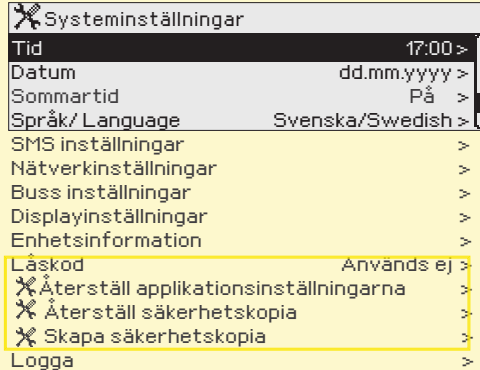 Systeminställningar
Tid 17:00 >
Datum dd.mm.yyyy >
Sommartid På >
Språk/ Language Svenska/Swedish >
SMS inställningar >
Nätverkinställningar >
Buss inställningar >
Displayinställningar >
Enhetsinformation >
Låskod Används ej >
Återställ applikationsinställningarna >
Återställ säkerhetskopia >
Skapa säkerhetskopia >
Logga >